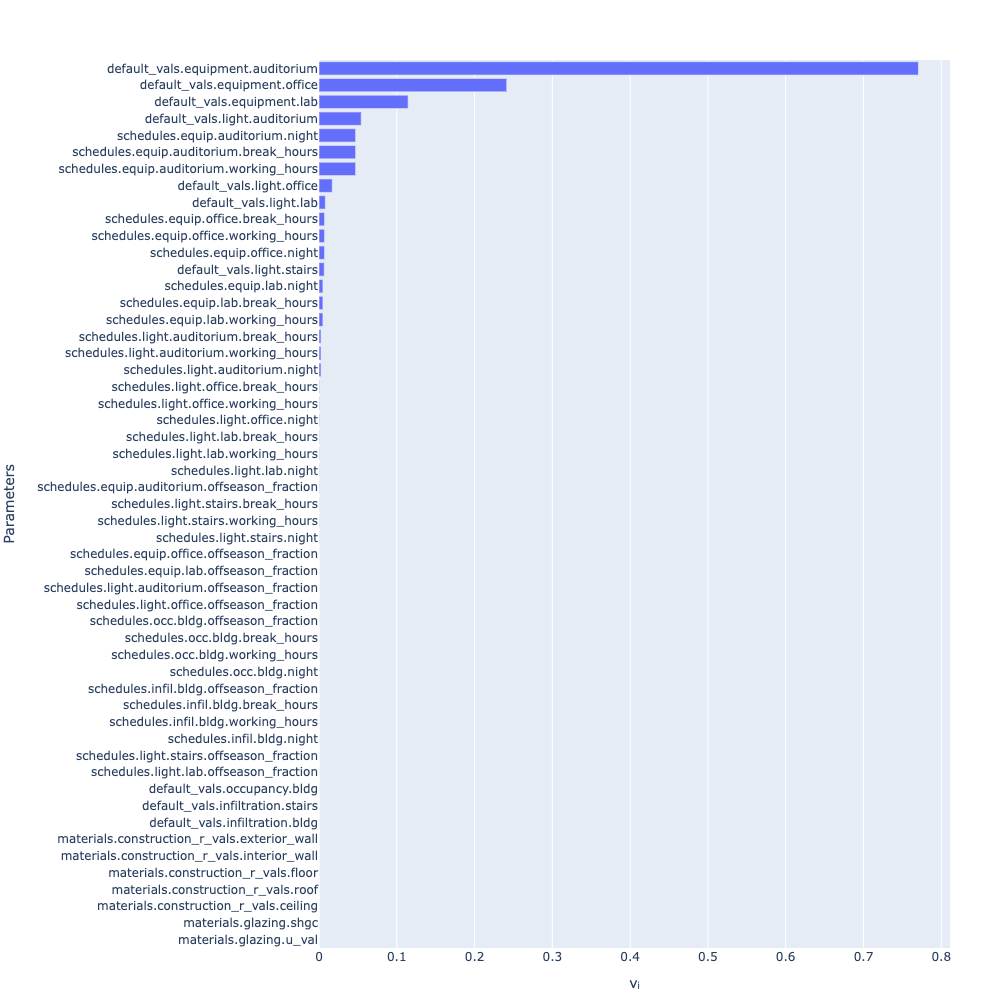 default_vals.equipment.auditorium
default_vals.equipment.office
default_vals.equipment.lab
default_vals.light.auditorium
schedules.equip.auditorium.night
schedules.equip.auditorium.break_hours
schedules.equip.auditorium.working_hours
default_vals.light.office
default_vals.light.lab
schedules.equip.office.break_hours
schedules.equip.office.working_hours
schedules.equip.office.night
default_vals.light.stairs
schedules.equip.lab.night
schedules.equip.lab.break_hours
schedules.equip.lab.working_hours
schedules.light.auditorium.break_hours
schedules.light.auditorium.working_hours
schedules.light.auditorium.night
schedules.light.office.break_hours
schedules.light.office.working_hours
schedules.light.office.night
schedules.light.lab.break_hours
schedules.light.lab.working_hours
schedules.light.lab.night
schedules.equip.auditorium.offseason_fraction
schedules.light.stairs.break_hours
schedules.light.stairs.working_hours
schedules.light.stairs.night
schedules.equip.office.offseason_fraction
schedules.equip.lab.offseason_fraction
schedules.light.auditorium.offseason_fraction
schedules.light.office.offseason_fraction
schedules.occ.bldg.offseason_fraction
schedules.occ.bldg.break_hours
schedules.occ.bldg.working_hours
schedules.occ.bldg.night
schedules.infil.bldg.offseason_fraction
schedules.infil.bldg.break_hours
schedules.infil.bldg.working_hours
schedules.infil.bldg.night
schedules.light.stairs.offseason_fraction
schedules.light.lab.offseason_fraction
default_vals.occupancy.bldg
default_vals.infiltration.stairs
default_vals.infiltration.bldg
materials.construction_r_vals.exterior_wall
materials.construction_r_vals.interior_wall
materials.construction_r_vals.floor
materials.construction_r_vals.roof
materials.construction_r_vals.ceiling
materials.glazing.shgc
materials.glazing.u_val
Parameters
0 0.1 0.2 0.3 0.4 0.5 0.6 0.7 0.8
vᵢ